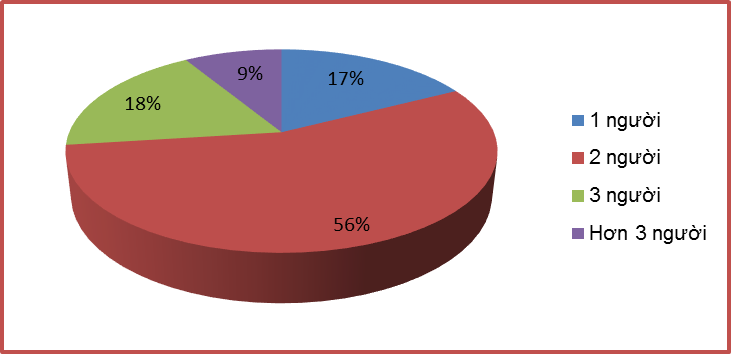 9%
17%
18%
56%
1 người
2 người
3 người
Hơn 3 người